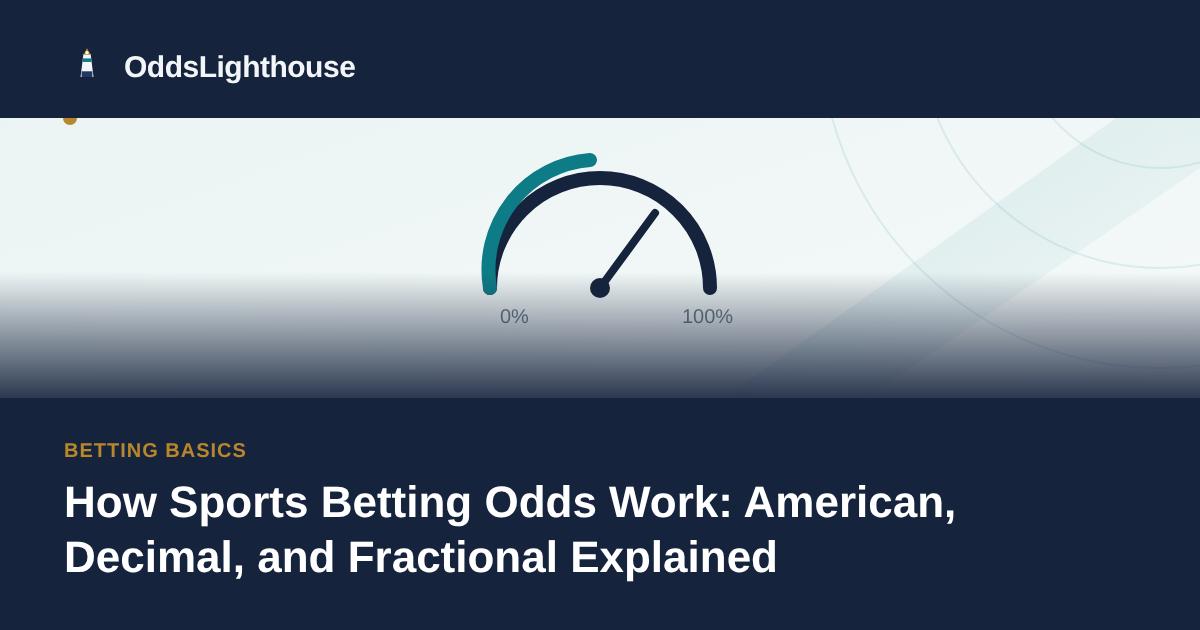 OddsLighthouse
0%
100%
BETTING BASICS
How Sports Betting Odds Work: American,
Decimal, and Fractional Explained